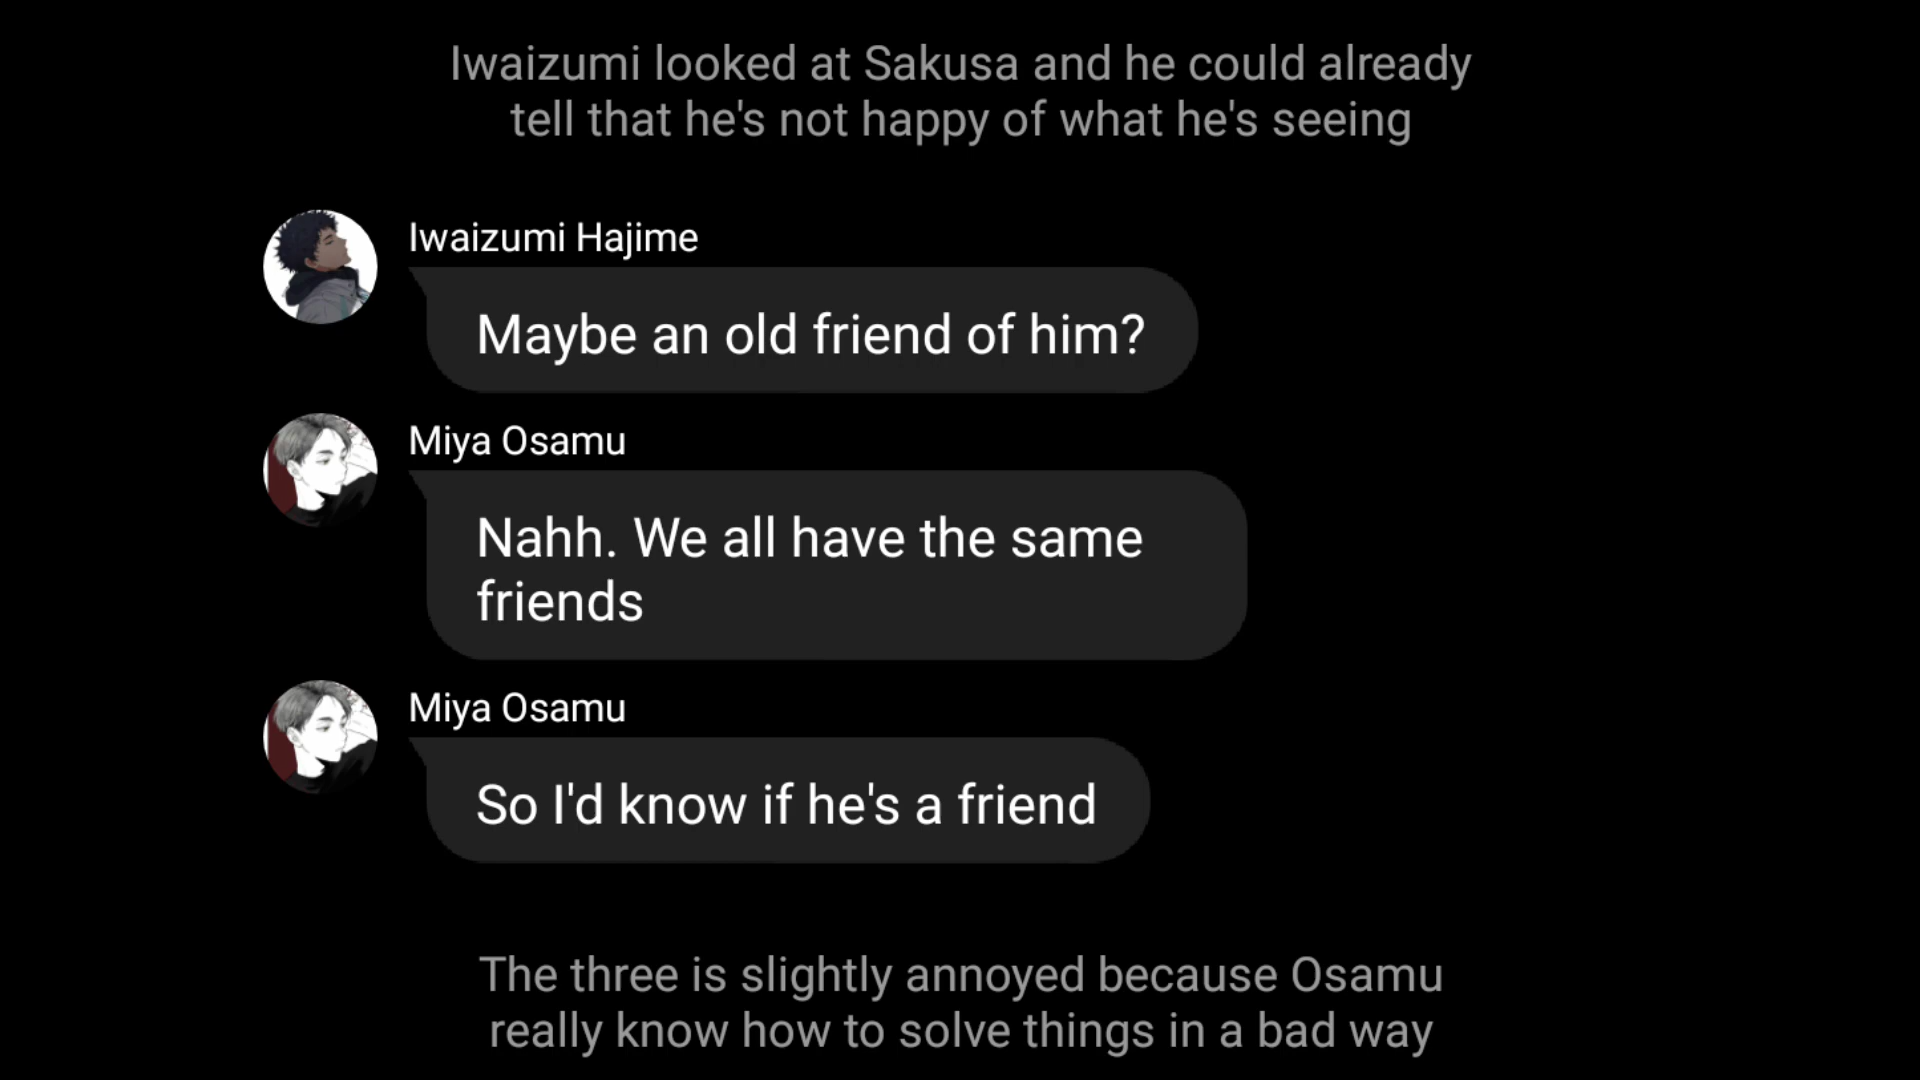 Iwaizumi looked at Sakusa and he could already
tell that he's not happy of what he's seeing
Iwaizumi Hajime
Maybe an old friend of him?
Miya Osamu
Nahh. We all have the same
friends
Miya Osamu
So I'd know if he's a friend
The three is slightly annoyed because Osamu
really know how to solve things in a bad way